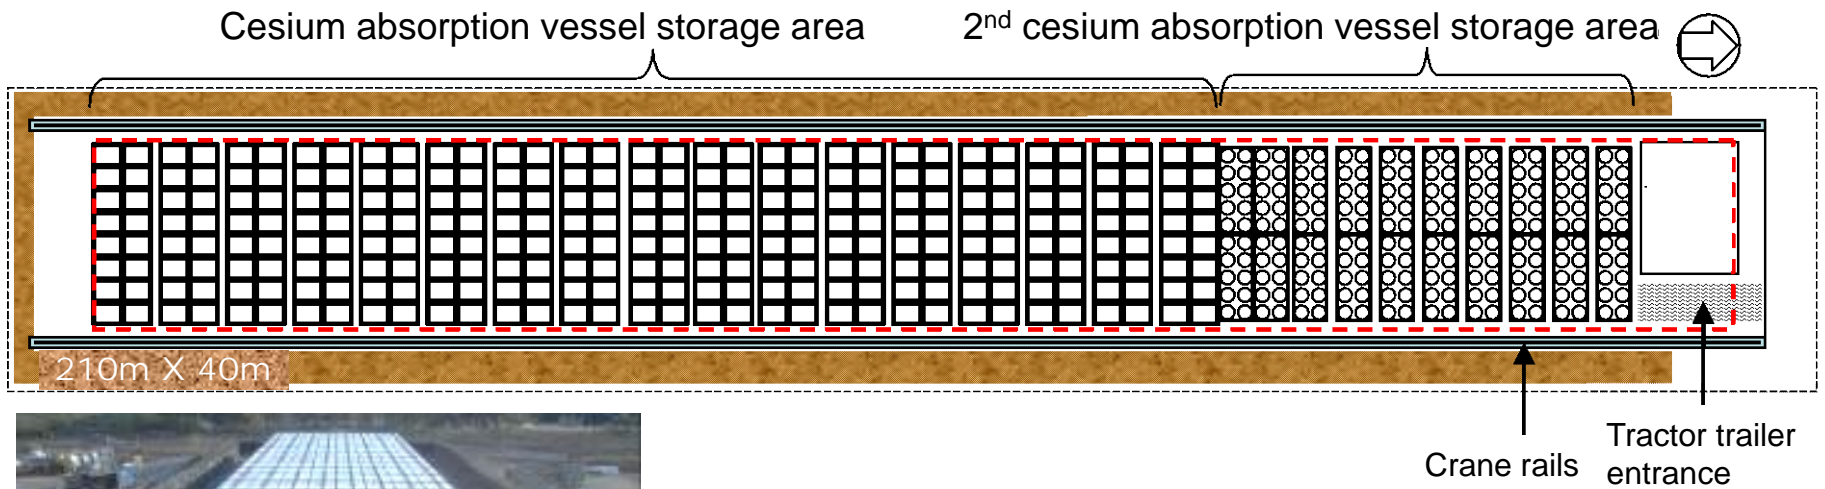 Cesium absorption vessel storage area
2nd cesium absorption vessel storage area
210m X 40m
Crane rails
Tractor trailer
entrance